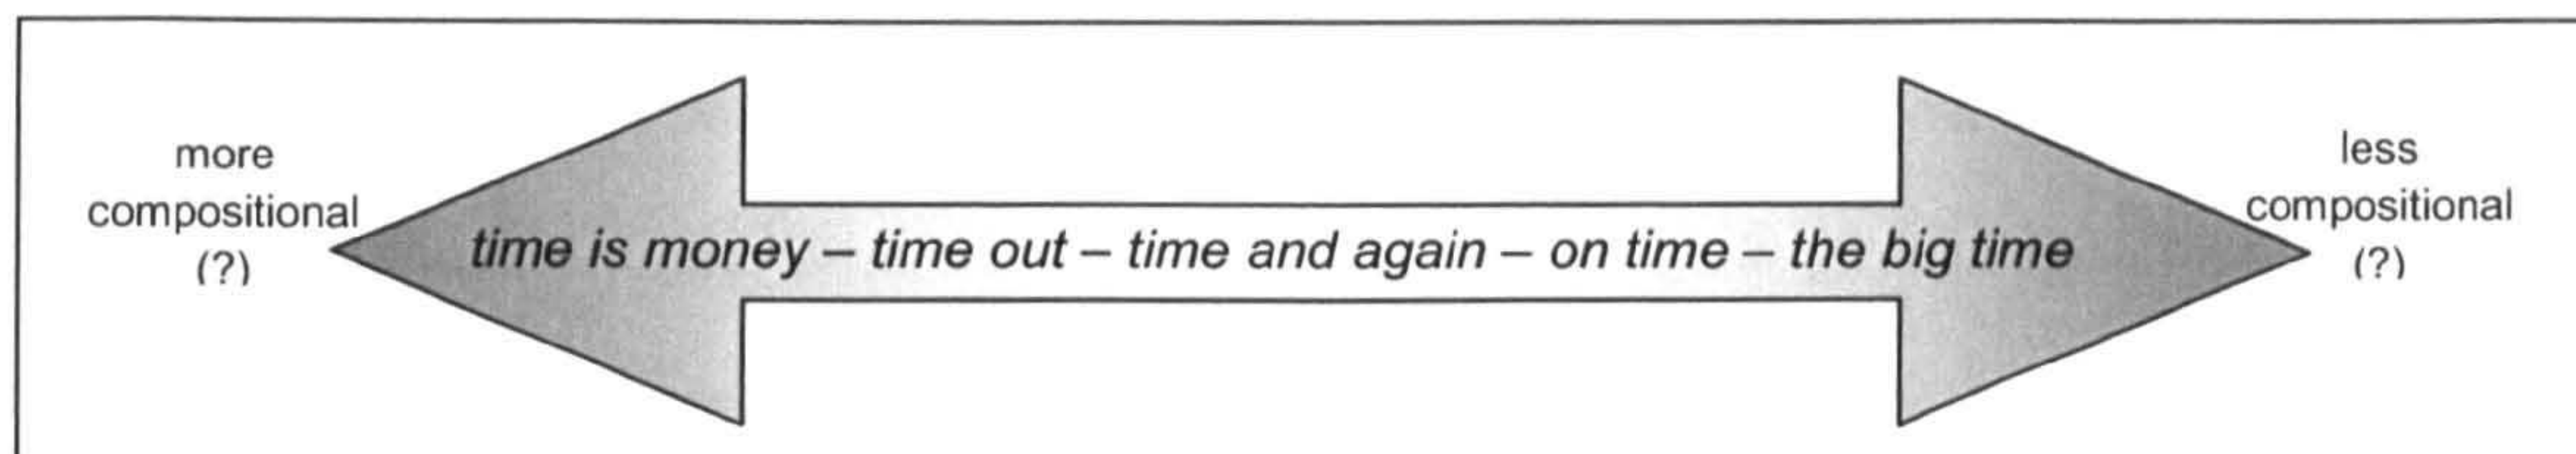 more
compositional
(?)
time is money – time out – time and again – on time – the big time
less
compositional
(?)